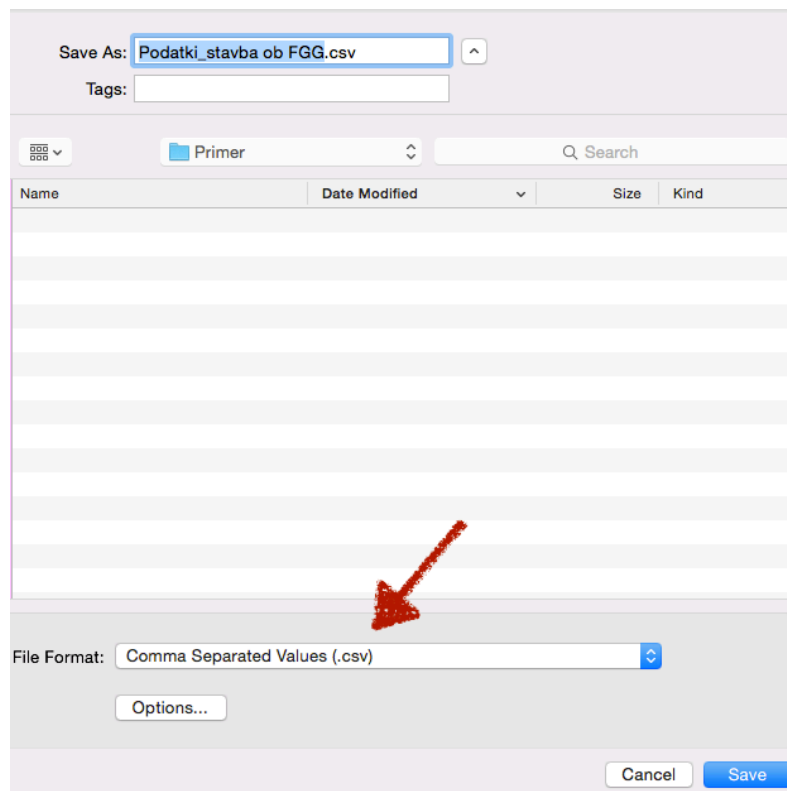 Save As: Podatki_stavba ob FGG.csv
Tags:
Primer
Search
Name Date Modified Size Kind
File Format: Comma Separated Values (.csv)
Options...
Cancel Save